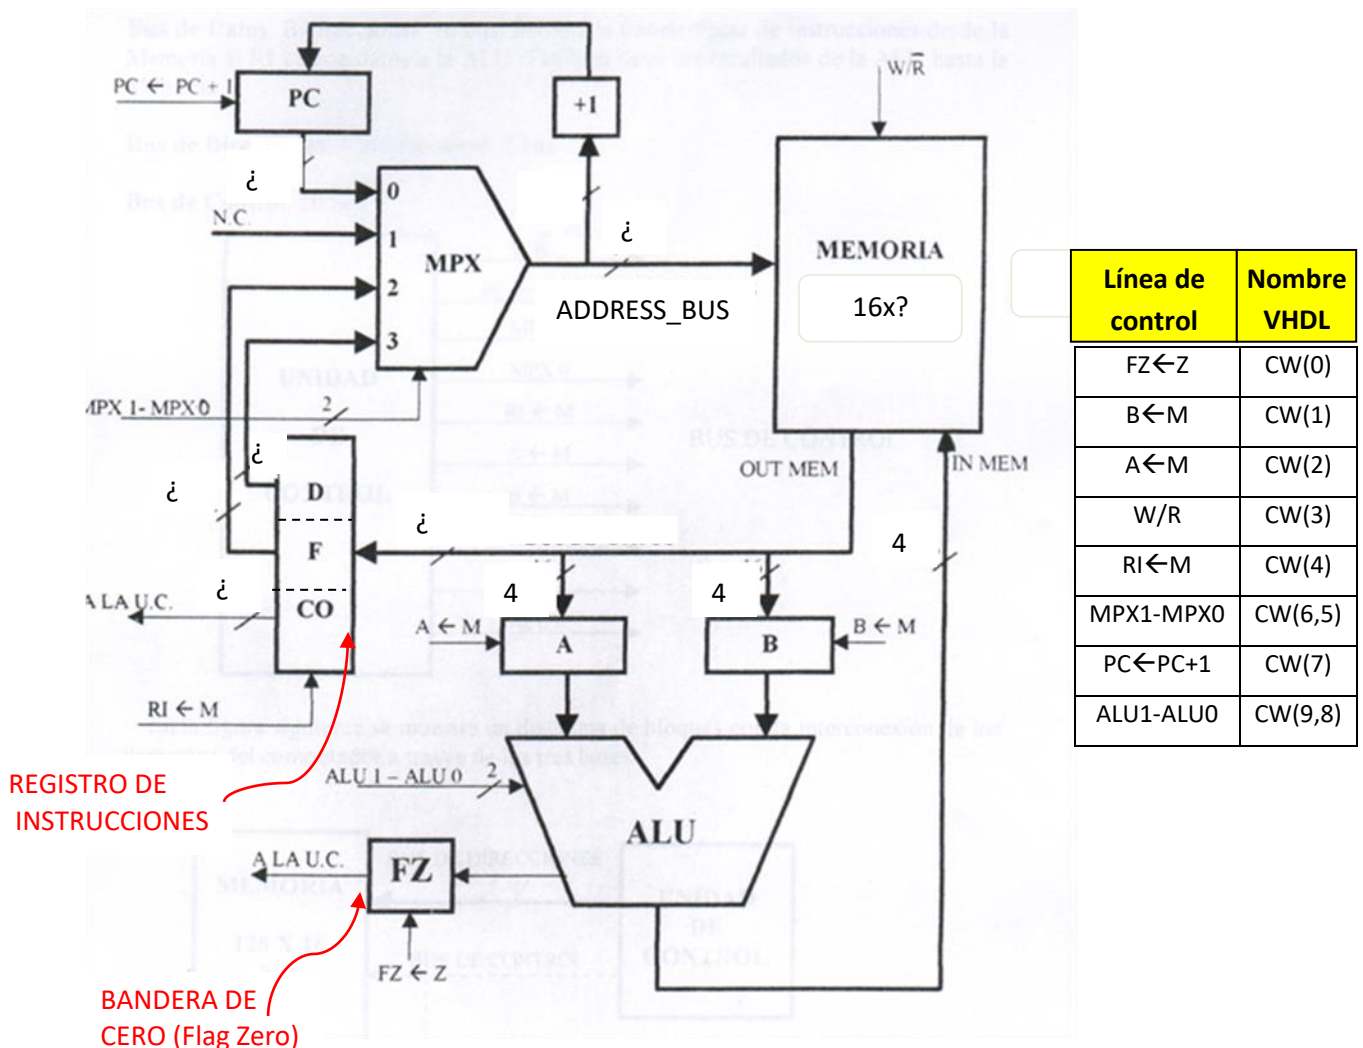 PC ← PC + 1
PC
+1
W/R̅
¿
0
N.C.
1
MPX
¿
MEMORIA
2
ADDRESS_BUS
16x?
3
MPX 1- MPX 0
2
OUT MEM
IN MEM
¿
¿
D
¿
F
4
¿
4
4
A LA U.C.
CO
A ← M
A
B
B ← M
RI ← M
REGISTRO DE
INSTRUCCIONES
ALU 1 – ALU 0
2
ALU
A LA U.C.
FZ
FZ ← Z
BANDERA DE
CERO (Flag Zero)
Línea de control
Nombre VHDL
FZ←Z CW(0)
B←M CW(1)
A←M CW(2)
W/R CW(3)
RI←M CW(4)
MPX1-MPX0 CW(6,5)
PC←PC+1 CW(7)
ALU1-ALU0 CW(9,8)